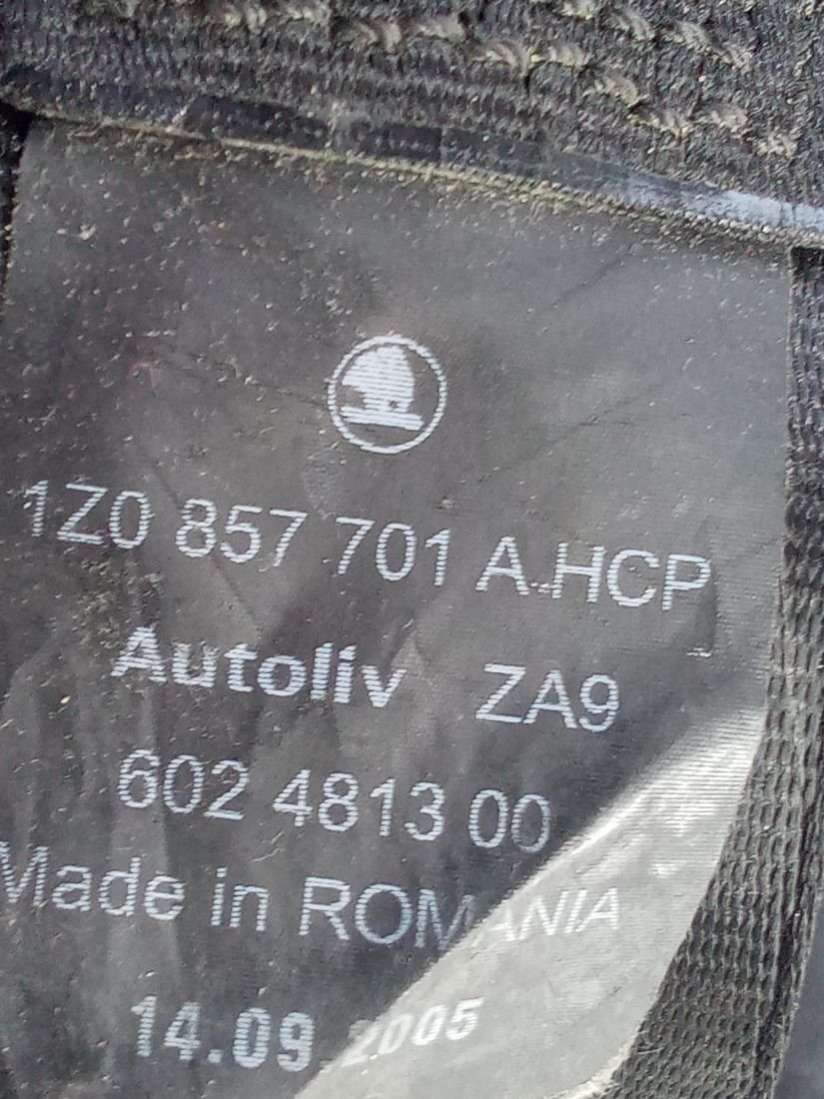 1Z0 857 701 A.HCP
Autoliv ZA9
602 4813 00
Made in ROMANIA
14.09.2005